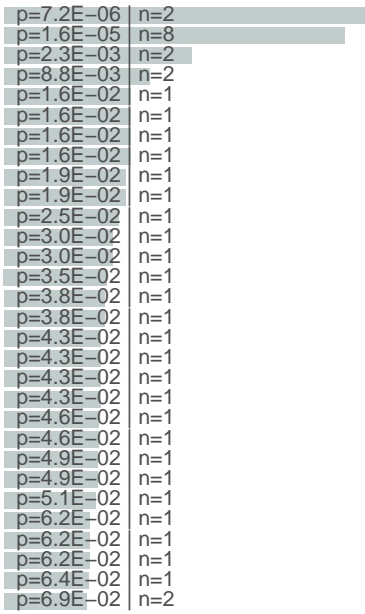 p=7.2E−06 | n=2
p=1.6E−05 | n=8
p=2.3E−03 | n=2
p=8.8E−03 | n=2
p=1.6E−02 | n=1
p=1.6E−02 | n=1
p=1.6E−02 | n=1
p=1.6E−02 | n=1
p=1.9E−02 | n=1
p=1.9E−02 | n=1
p=2.5E−02 | n=1
p=3.0E−02 | n=1
p=3.0E−02 | n=1
p=3.5E−02 | n=1
p=3.8E−02 | n=1
p=3.8E−02 | n=1
p=4.3E−02 | n=1
p=4.3E−02 | n=1
p=4.3E−02 | n=1
p=4.3E−02 | n=1
p=4.6E−02 | n=1
p=4.6E−02 | n=1
p=4.9E−02 | n=1
p=4.9E−02 | n=1
p=5.1E−02 | n=1
p=6.2E−02 | n=1
p=6.2E−02 | n=1
p=6.2E−02 | n=1
p=6.4E−02 | n=1
p=6.9E−02 | n=2